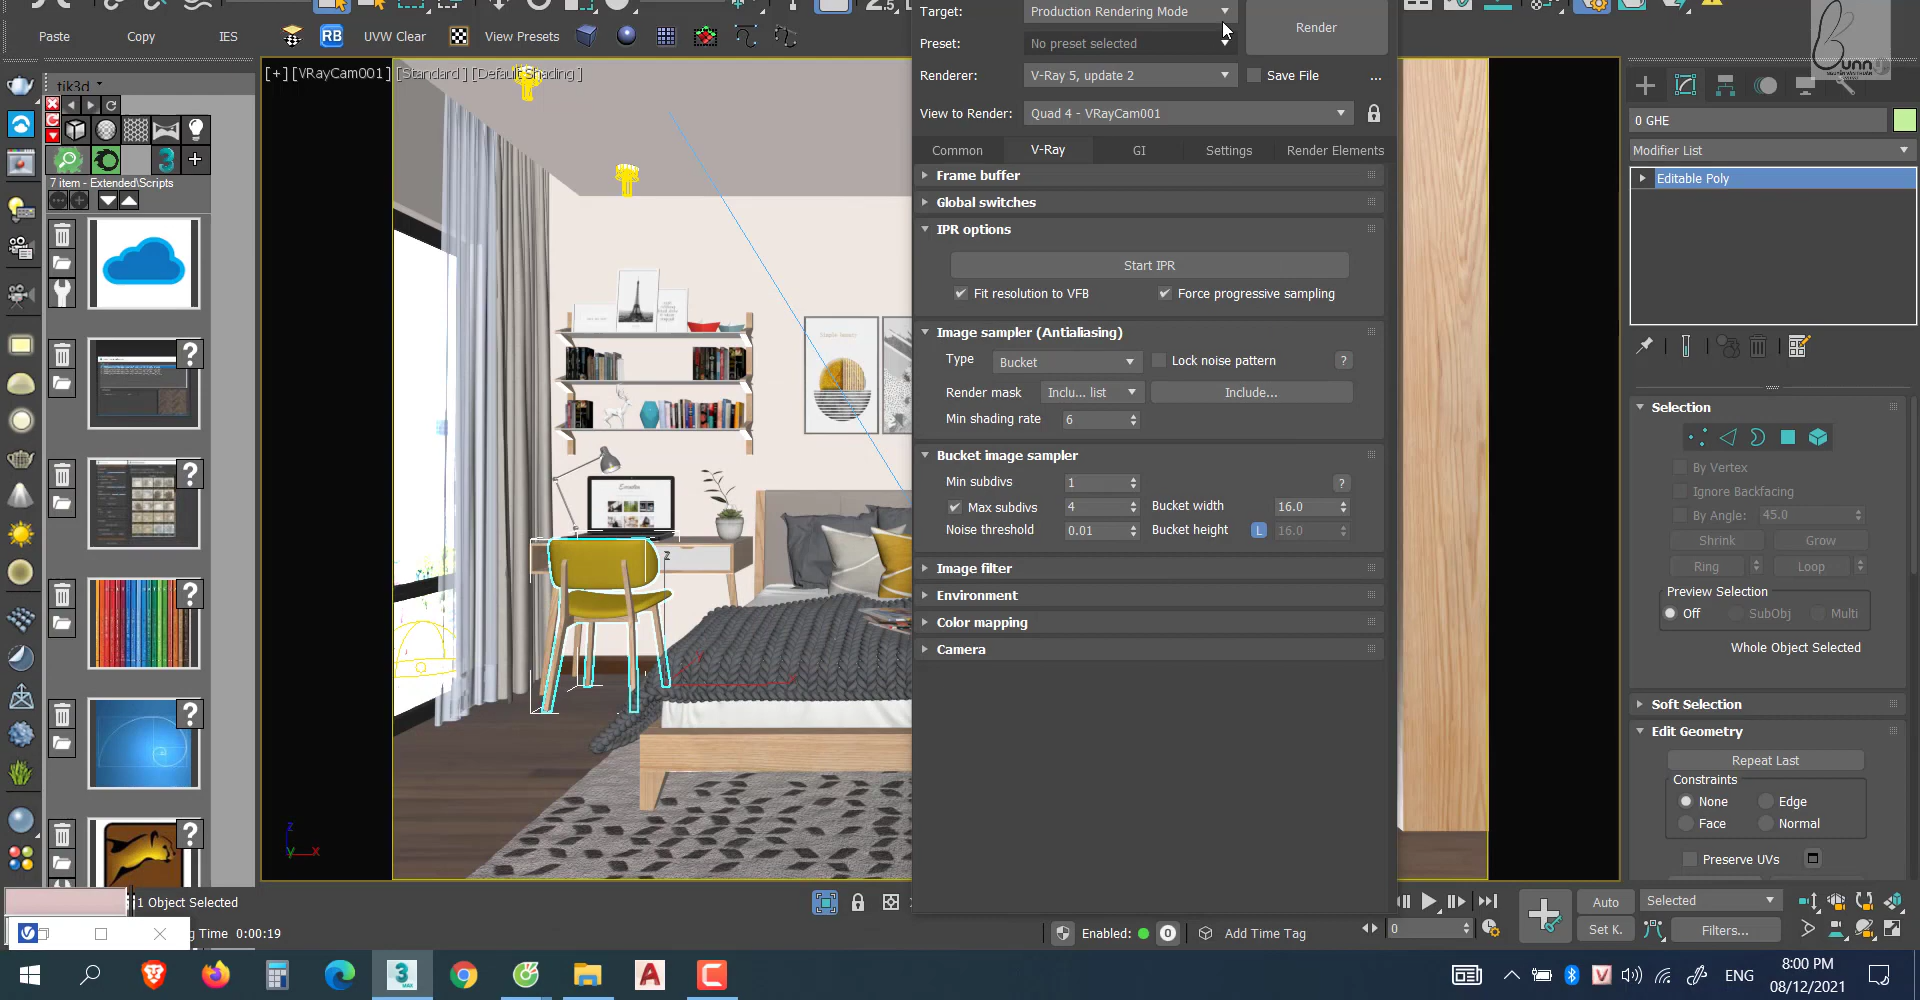 Target:
Production Rendering Mode
Render
Preset:
No preset selected
Renderer:
V-Ray 5, update 2
Save File
...
View to Render:
Quad 4 - VRayCam001
Common
V-Ray
GI
Settings
Render Elements
Frame buffer
Global switches
IPR options
Start IPR
Fit resolution to VFB
Force progressive sampling
Image sampler (Antialiasing)
Type
Bucket
Lock noise pattern
?
Render mask
Inclu... list
Include...
Min shading rate
6
Bucket image sampler
Min subdivs
1
?
Max subdivs
4
Bucket width
16.0
Noise threshold
0.01
Bucket height
L
16.0
Image filter
Environment
Color mapping
Camera
Paste
Copy
IES
RB
UVW Clear
View Presets
[+] [VRayCam001] [Standard] [Default Shading]
tik3d
7 item - Extended\Scripts
z
x
y
z
0 GHE
Modifier List
Editable Poly
Selection
By Vertex
Ignore Backfacing
By Angle:
45.0
Shrink
Grow
Ring
Loop
Preview Selection
Off
SubObj
Multi
Whole Object Selected
Soft Selection
Edit Geometry
Repeat Last
Constraints
None
Edge
Face
Normal
Preserve UVs
1 Object Selected
g Time 0:00:19
Enabled:
0
Add Time Tag
0
Auto
Selected
Set K.
Filters...
ENG
8:00 PM
08/12/2021
Bunn